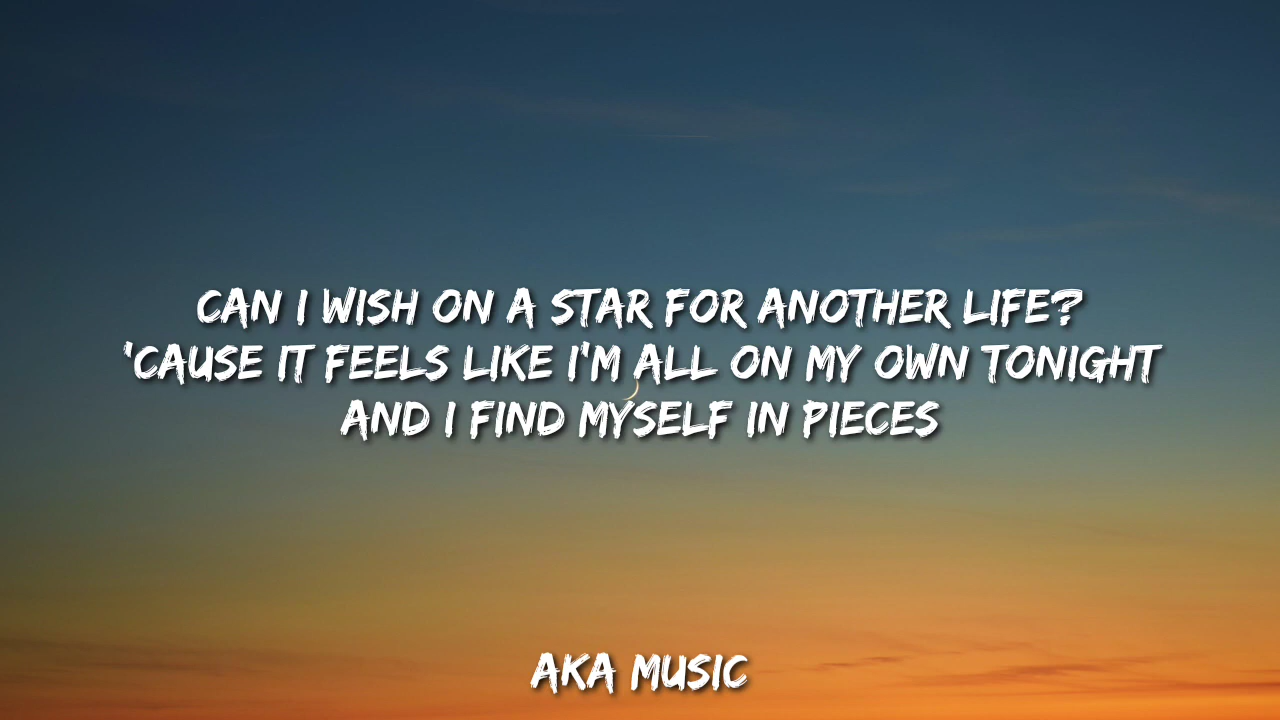 CAN I WISH ON A STAR FOR ANOTHER LIFE?
'CAUSE IT FEELS LIKE I'M ALL ON MY OWN TONIGHT
AND I FIND MYSELF IN PIECES
AKA MUSIC